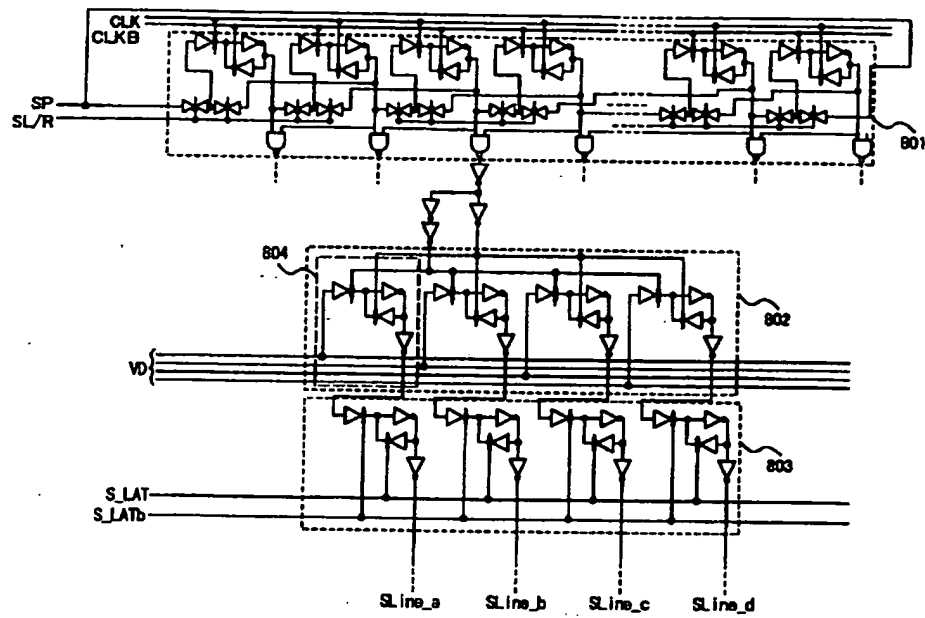 CLK
CLKB
SP
SL/R
801
804
802
VD
803
S_LAT
S_LATb
SLine_a SLine_b SLine_c SLine_d